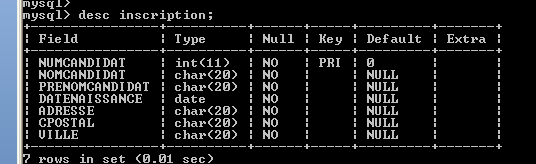 mysql>
mysql> desc inscription;
+-----------------+----------+------+-----+---------+-------+
| Field | Type | Null | Key | Default | Extra |
+-----------------+----------+------+-----+---------+-------+
| NUMCANDIDAT | int(11) | NO | PRI | 0 | |
| NOMCANDIDAT | char(20) | NO | | NULL | |
| PRENOMCANDIDAT | char(20) | NO | | NULL | |
| DATENAISSANCE | date | NO | | NULL | |
| ADRESSE | char(20) | NO | | NULL | |
| CPOSTAL | char(20) | NO | | NULL | |
| VILLE | char(20) | NO | | NULL | |
+-----------------+----------+------+-----+---------+-------+
7 rows in set (0.01 sec)